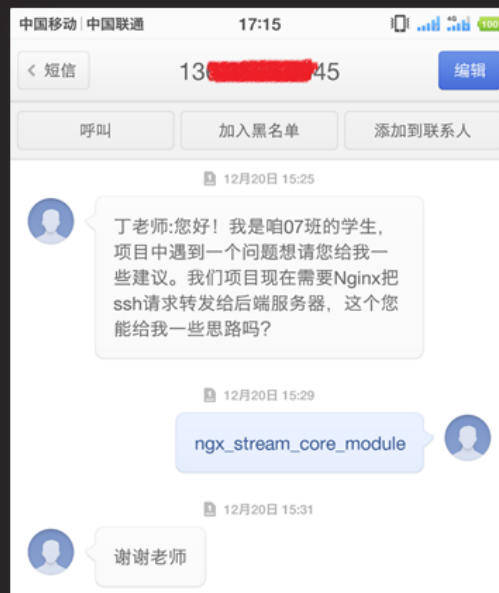 中国移动 中国联通 17:15 4G 100
短信 13 45 编辑
呼叫 加入黑名单 添加到联系人
12月20日 15:25
丁老师:您好！我是咱07班的学生,
项目中遇到一个问题想请您给我一
些建议。我们项目现在需要Nginx把
ssh请求转发给后端服务器，这个您
能给我一些思路吗?
12月20日 15:29
ngx_stream_core_module
12月20日 15:31
谢谢老师